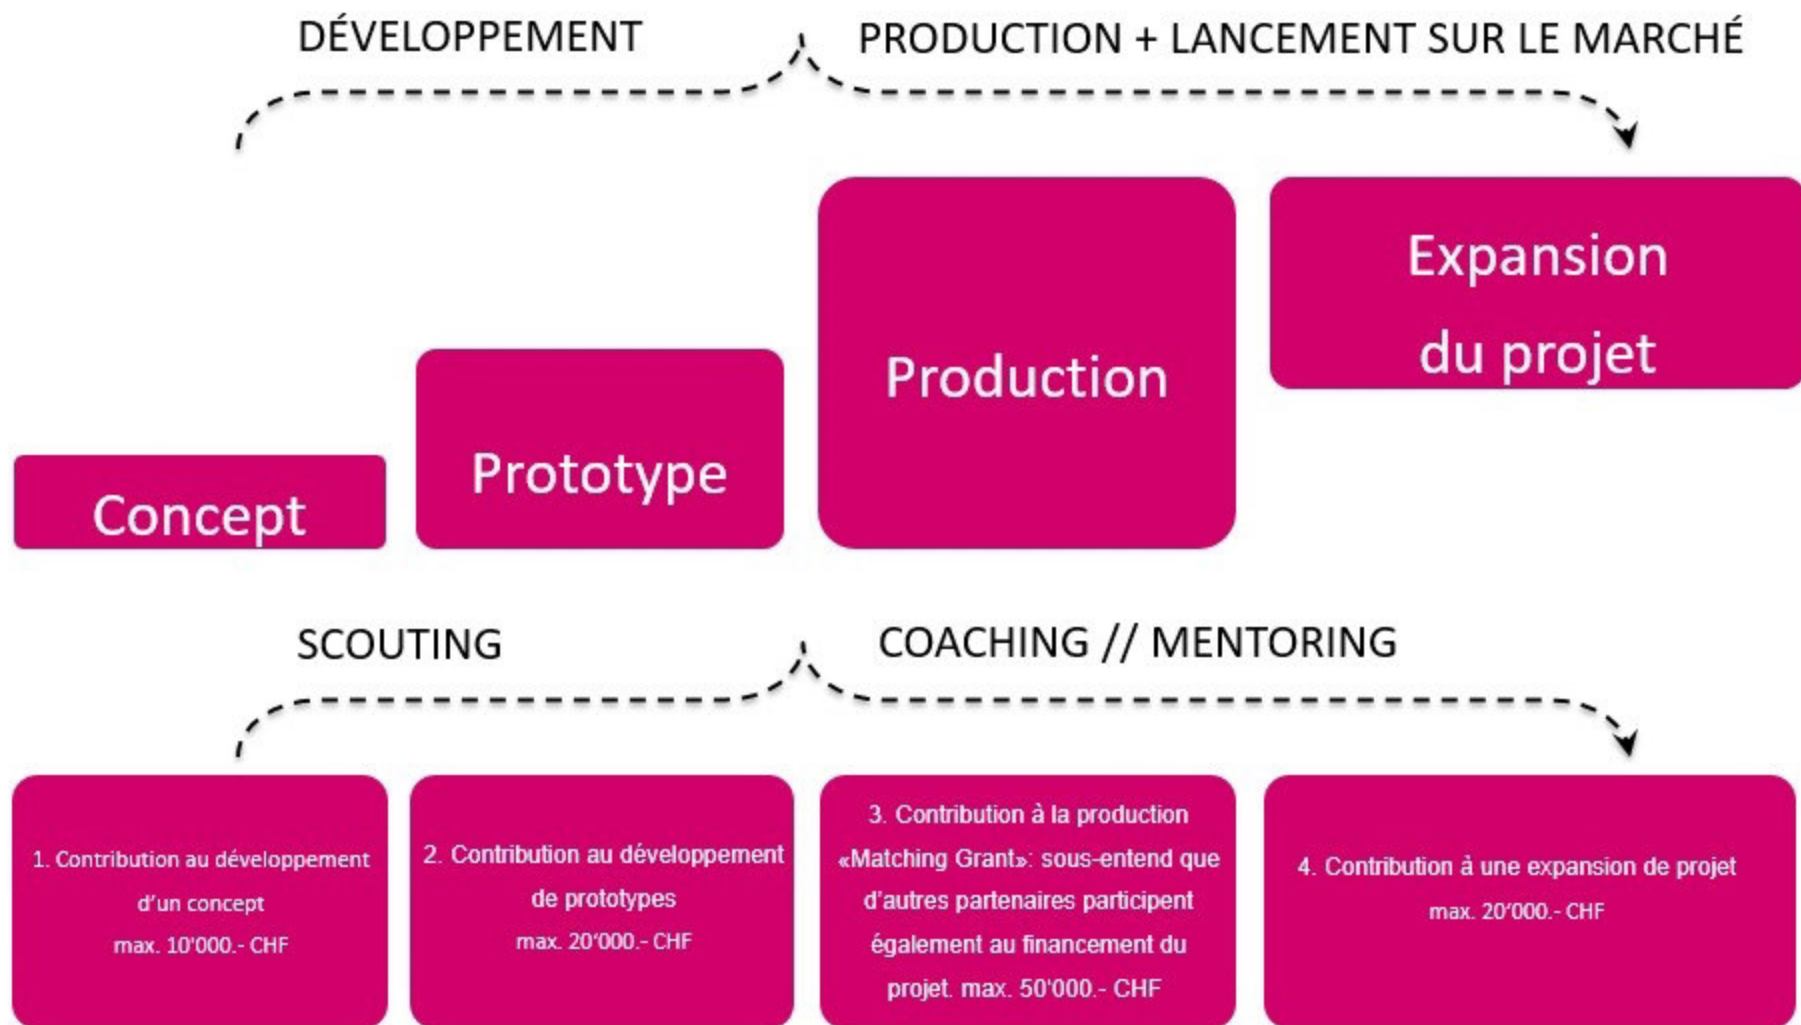 DÉVELOPPEMENT
PRODUCTION + LANCEMENT SUR LE MARCHÉ
Concept
Prototype
Production
Expansion
du projet
SCOUTING
COACHING // MENTORING
1. Contribution au développement
d'un concept
max. 10'000.- CHF
2. Contribution au développement
de prototypes
max. 20‘000.- CHF
3. Contribution à la production
«Matching Grant»: sous-entend que
d'autres partenaires participent
également au financement du
projet. max. 50'000.- CHF
4. Contribution à une expansion de projet
max. 20‘000.- CHF